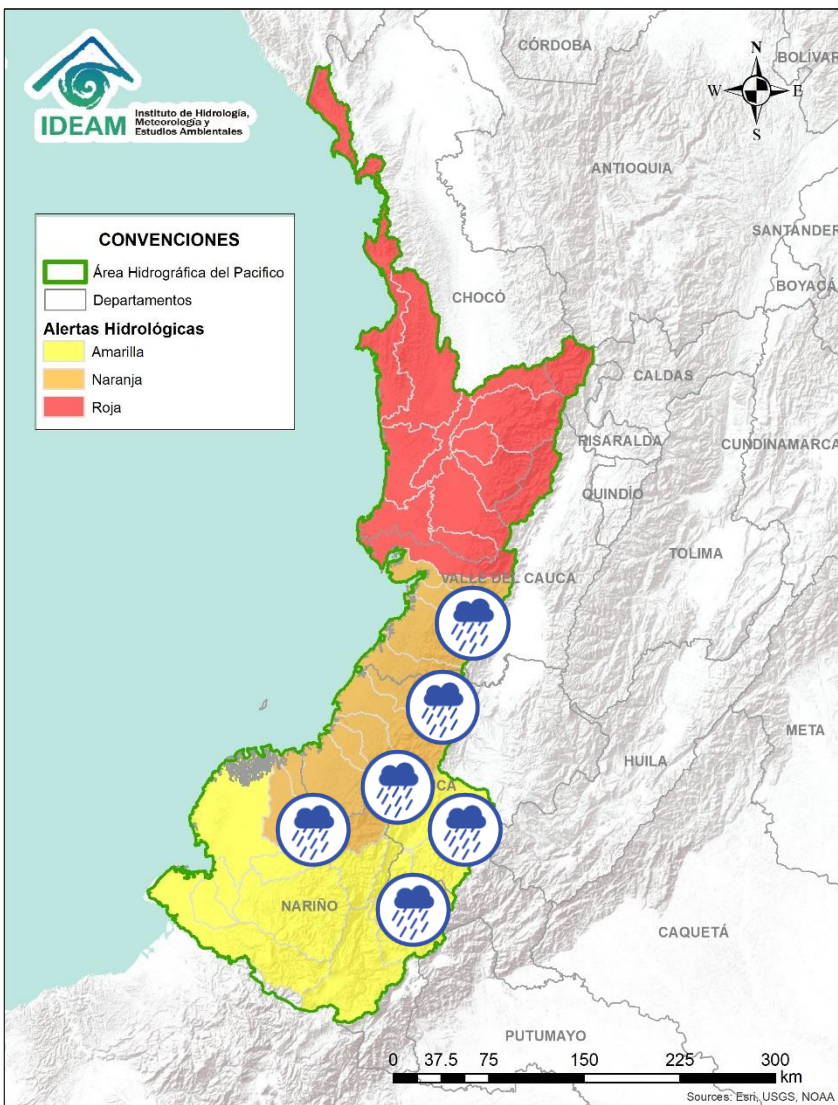 IDEAM
Instituto de Hidrología,
Meteorología y
Estudios Ambientales
CÓRDOBA
BOLÍVAR
N
W
E
S
ANTIOQUIA
SANTANDER
BOYACÁ
CONVENCIONES
Área Hidrográfica del Pacifico
Departamentos
Alertas Hidrológicas
Amarilla
Naranja
Roja
CHOCÓ
CALDAS
RISARALDA
CUNDINAMARCA
QUINDÍO
TOLIMA
VALLE DEL CAUCA
META
HUILA
CA
NARIÑO
CAQUETÁ
PUTUMAYO
0 37.5 75 150 225 300
km
Sources: Esri, USGS, NOAA